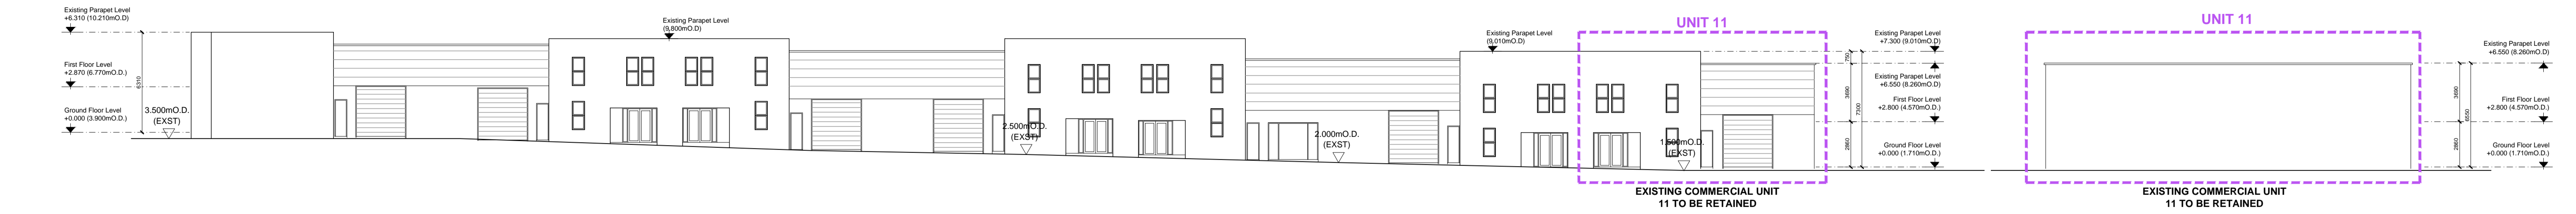 Existing Parapet Level
+6.310 (10.210mO.D)
First Floor Level
+2.870 (6.770mO.D.)
Ground Floor Level
+0.000 (3.900mO.D.)
6310
3.500mO.D.
(EXST)
Existing Parapet Level
(9,800mO.D)
2.500mO.D.
(EXST)
2.000mO.D.
(EXST)
Existing Parapet Level
(9,010mO.D)
UNIT 11
1.500mO.D.
(EXST)
EXISTING COMMERCIAL UNIT
11 TO BE RETAINED
750
3690
2860
7300
Existing Parapet Level
+7.300 (9.010mO.D)
Existing Parapet Level
+6.550 (8.260mO.D)
First Floor Level
+2.800 (4.570mO.D.)
Ground Floor Level
+0.000 (1.710mO.D.)
UNIT 11
EXISTING COMMERCIAL UNIT
11 TO BE RETAINED
3690
2860
6550
Existing Parapet Level
+6.550 (8.260mO.D)
First Floor Level
+2.800 (4.570mO.D.)
Ground Floor Level
+0.000 (1.710mO.D.)